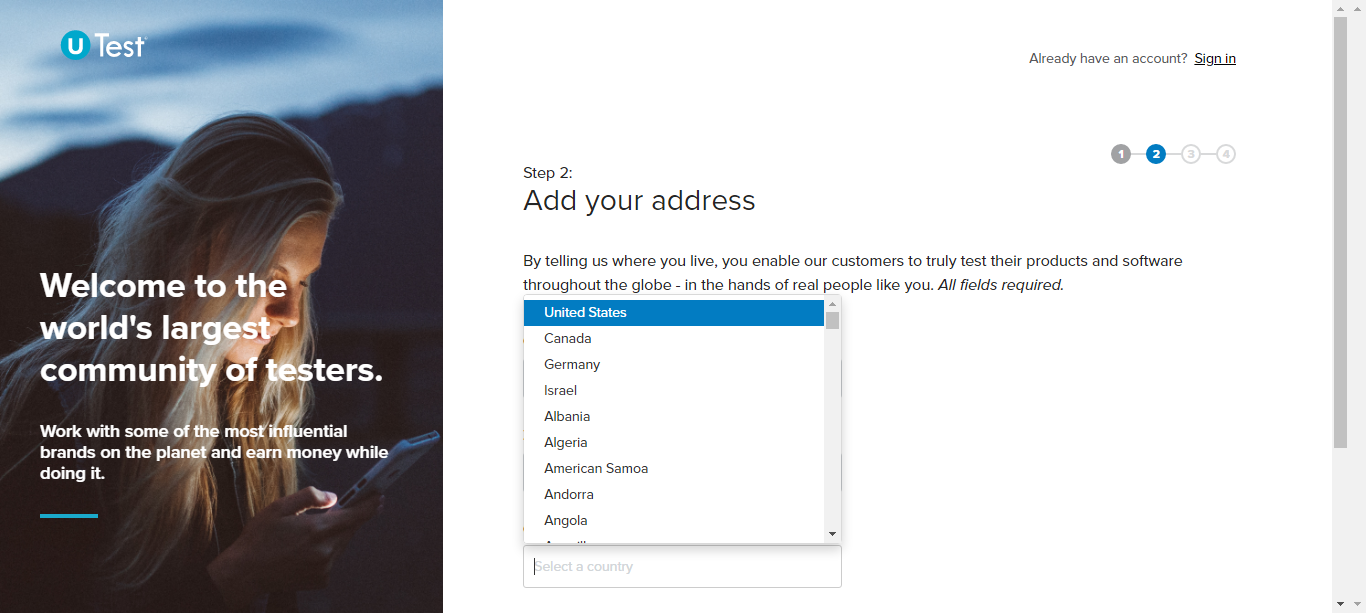 U Test
Already have an account? Sign in
1 2 3 4
Step 2:
Add your address
By telling us where you live, you enable our customers to truly test their products and software
throughout the globe - in the hands of real people like you. All fields required.
United States
Canada
Germany
Israel
Albania
Algeria
American Samoa
Andorra
Angola
Select a country
Welcome to the
world's largest
community of testers.
Work with some of the most influential
brands on the planet and earn money while
doing it.